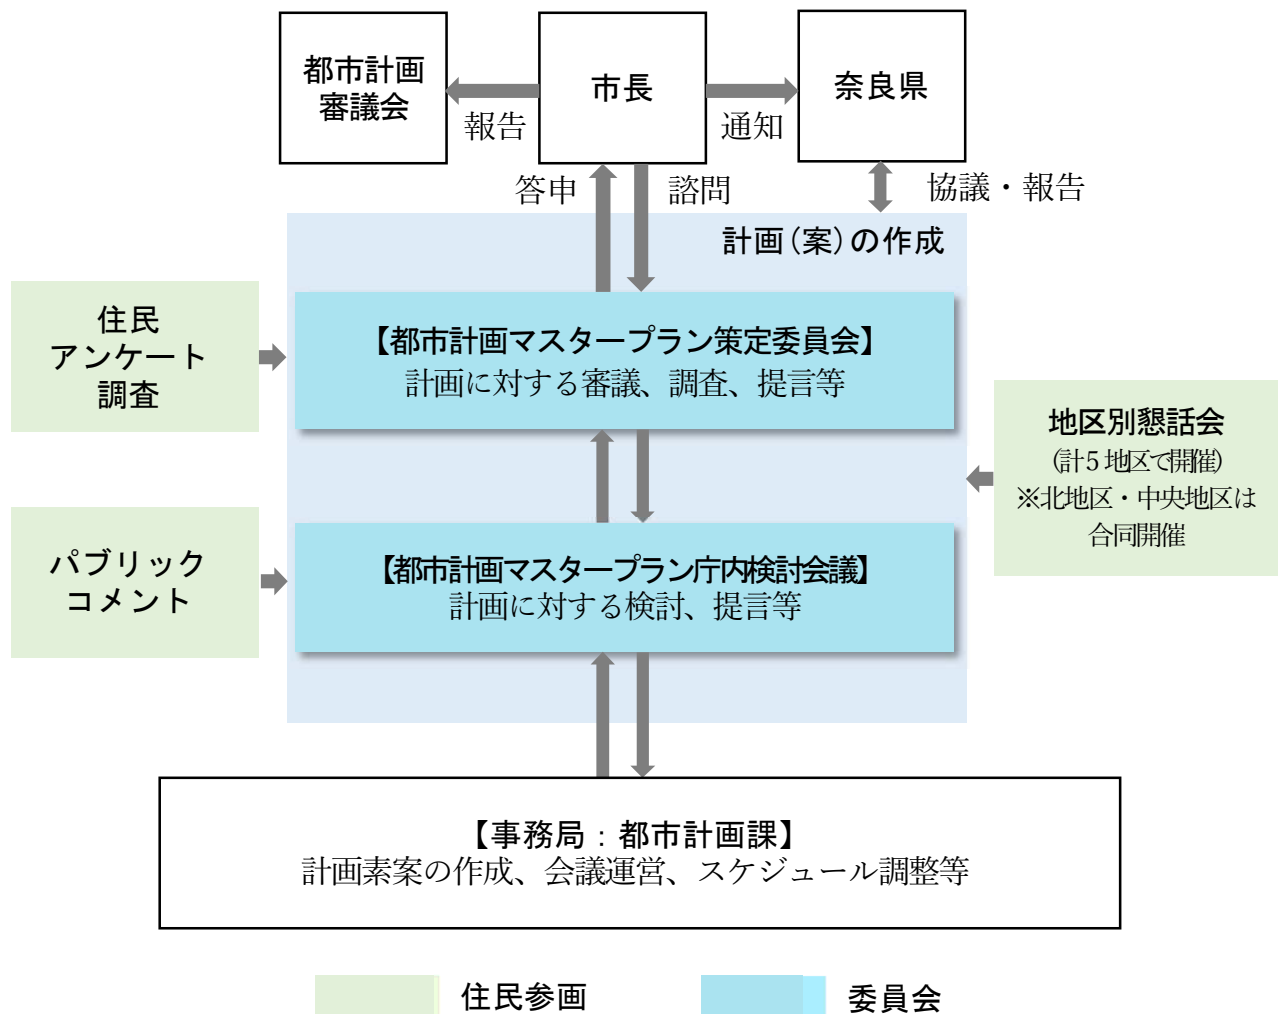 都市計画
審議会
市長
奈良県
報告
通知
答申
諮問
協議・報告
計画(案)の作成
住民
アンケート
調査
【都市計画マスタープラン策定委員会】
計画に対する審議、調査、提言等
地区別懇話会
(計5地区で開催)
※北地区・中央地区は
合同開催
パブリック
コメント
【都市計画マスタープラン庁内検討会議】
計画に対する検討、提言等
【事務局:都市計画課】
計画素案の作成、会議運営、スケジュール調整等
住民参画
委員会